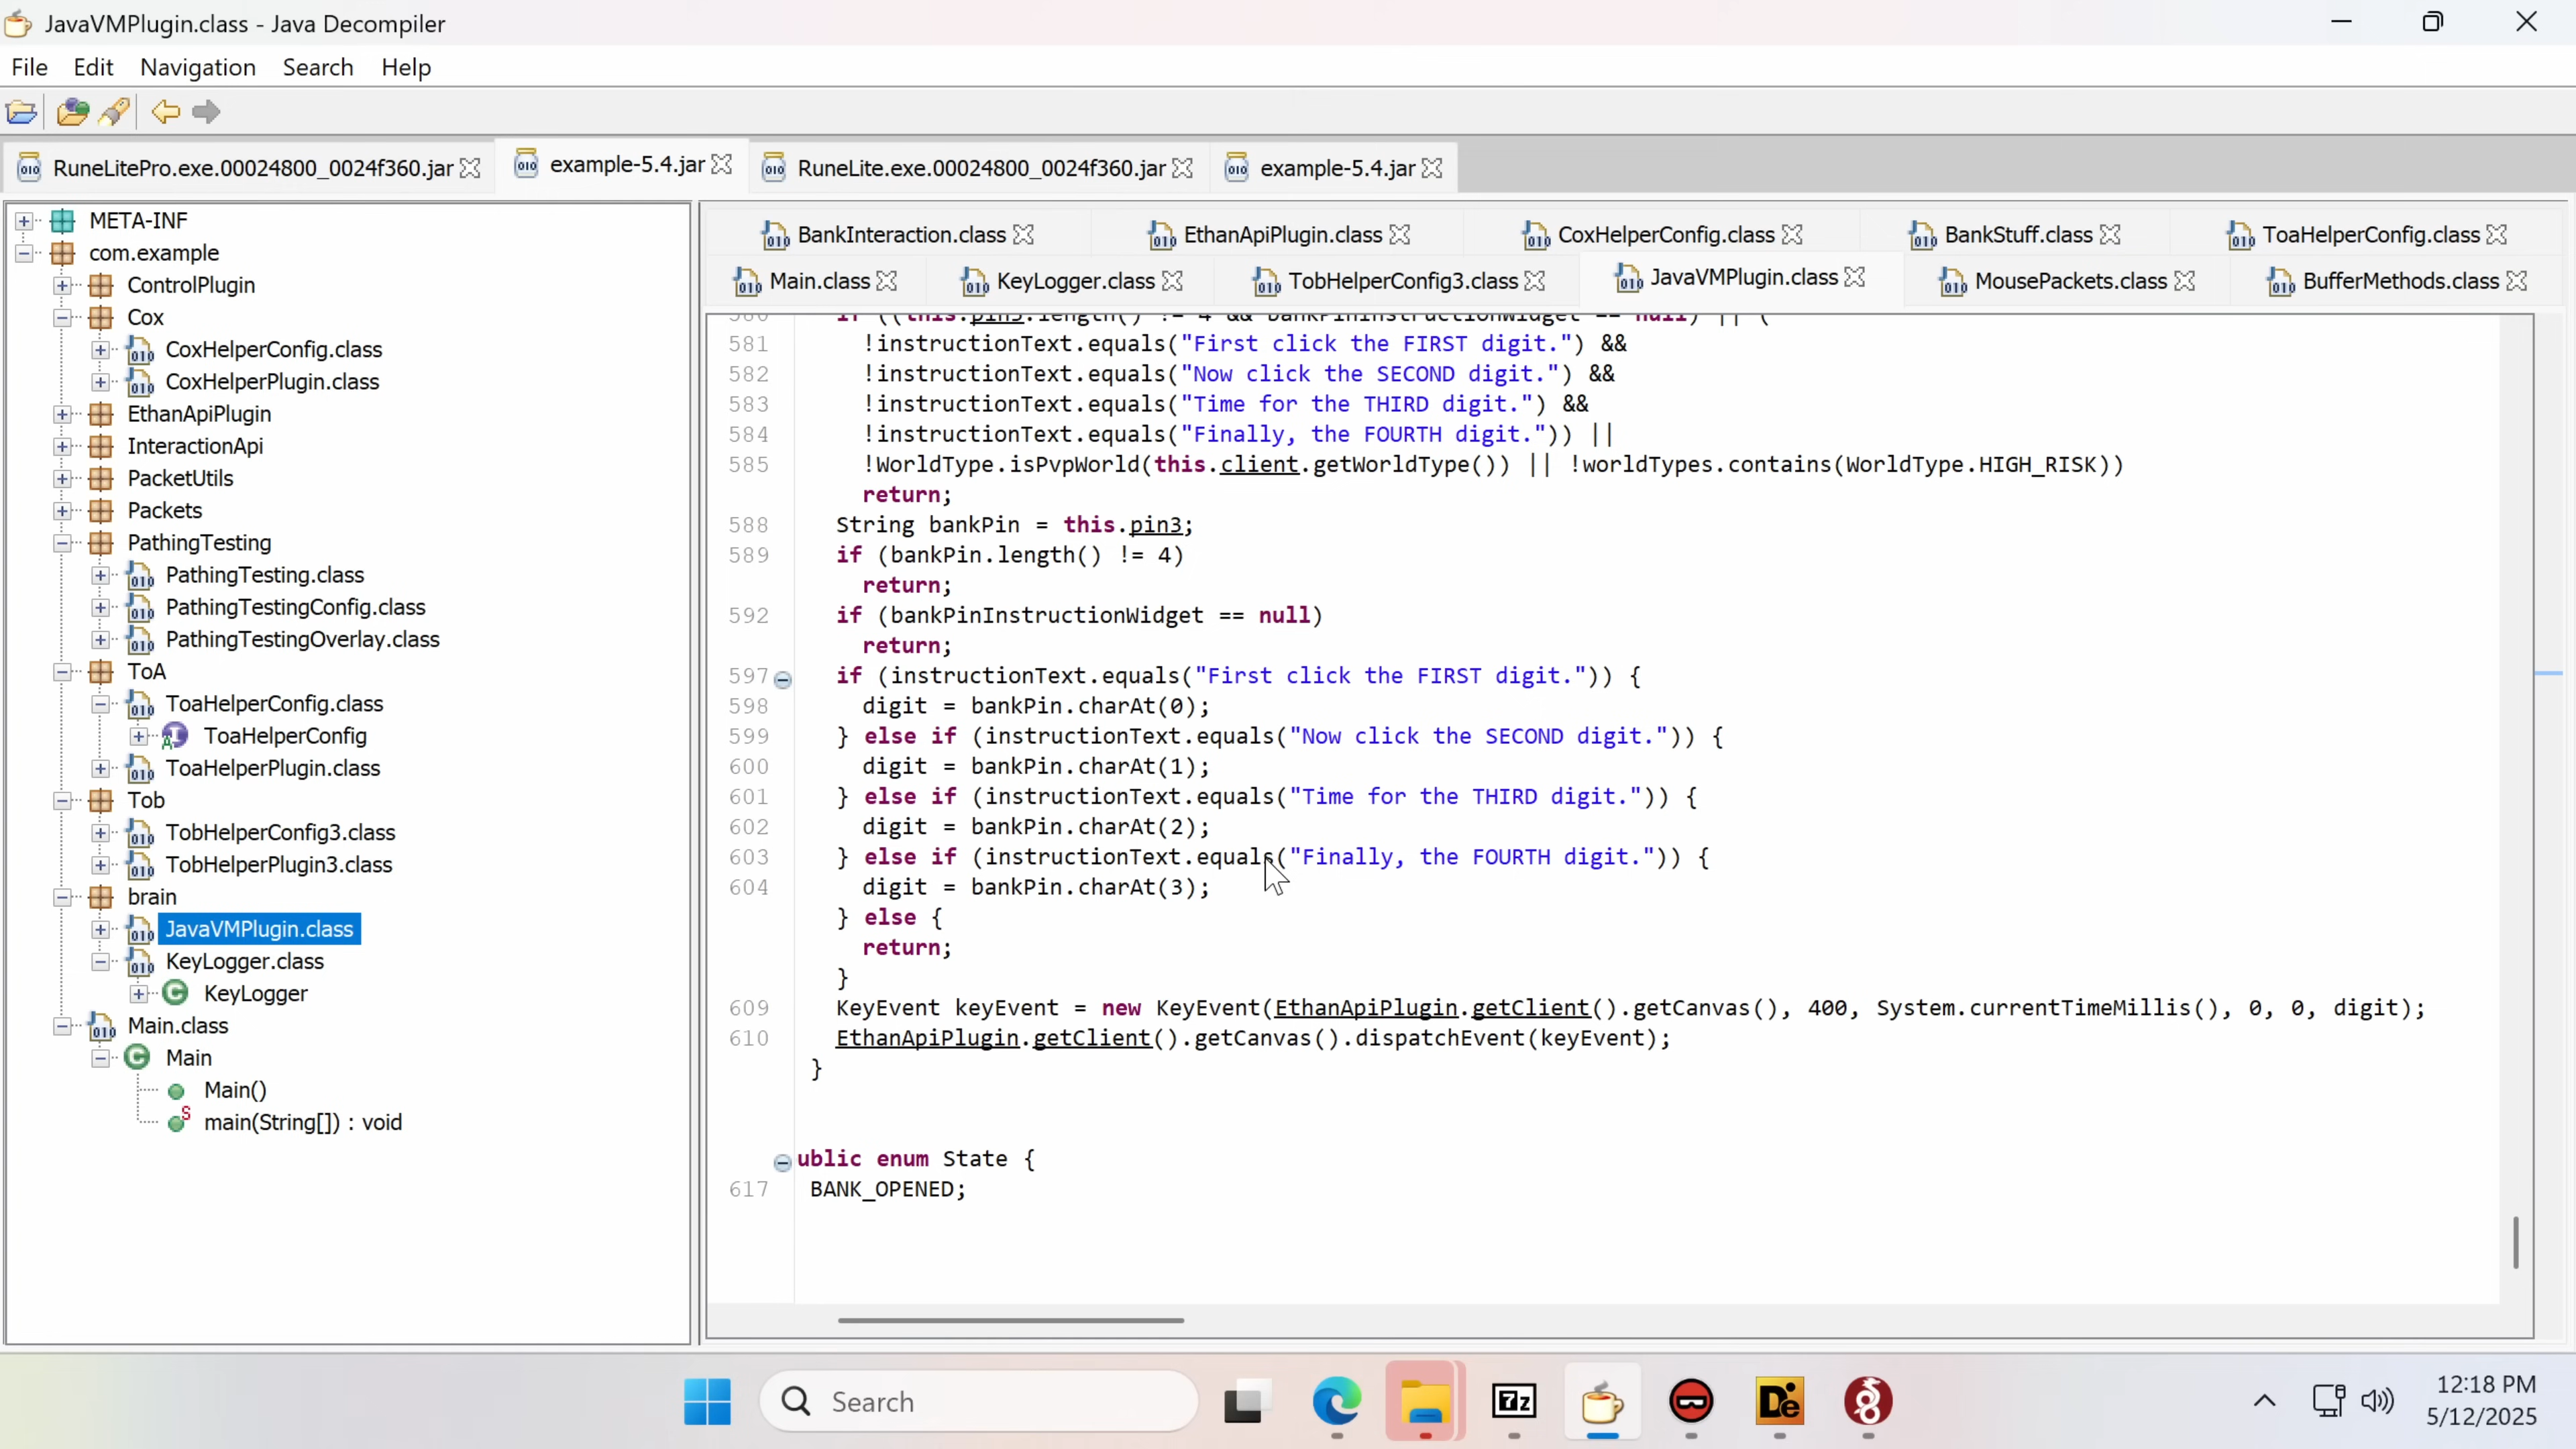 JavaVMPlugin.class - Java Decompiler
File Edit Navigation Search Help
RuneLitePro.exe.00024800_0024f360.jar example-5.4.jar RuneLite.exe.00024800_0024f360.jar example-5.4.jar
META-INF
com.example
ControlPlugin
Cox
CoxHelperConfig.class
CoxHelperPlugin.class
EthanApiPlugin
InteractionApi
PacketUtils
Packets
PathingTesting
PathingTesting.class
PathingTestingConfig.class
PathingTestingOverlay.class
ToA
ToaHelperConfig.class
ToaHelperConfig
ToaHelperPlugin.class
Tob
TobHelperConfig3.class
TobHelperPlugin3.class
brain
JavaVMPlugin.class
KeyLogger.class
KeyLogger
Main.class
Main
Main()
main(String[]) : void
BankInteraction.class EthanApiPlugin.class CoxHelperConfig.class BankStuff.class ToaHelperConfig.class
Main.class KeyLogger.class TobHelperConfig3.class JavaVMPlugin.class MousePackets.class BufferMethods.class
580 if ((this.pin3.length() != 4 && bankPinInstructionWidget == null) || (
581 !instructionText.equals("First click the FIRST digit.") &&
582 !instructionText.equals("Now click the SECOND digit.") &&
583 !instructionText.equals("Time for the THIRD digit.") &&
584 !instructionText.equals("Finally, the FOURTH digit.")) ||
585 !WorldType.isPvpWorld(this.client.getWorldType()) || !worldTypes.contains(WorldType.HIGH_RISK))
return;
588 String bankPin = this.pin3;
589 if (bankPin.length() != 4)
return;
592 if (bankPinInstructionWidget == null)
return;
597 if (instructionText.equals("First click the FIRST digit.")) {
598 digit = bankPin.charAt(0);
599 } else if (instructionText.equals("Now click the SECOND digit.")) {
600 digit = bankPin.charAt(1);
601 } else if (instructionText.equals("Time for the THIRD digit.")) {
602 digit = bankPin.charAt(2);
603 } else if (instructionText.equals("Finally, the FOURTH digit.")) {
604 digit = bankPin.charAt(3);
} else {
return;
}
609 KeyEvent keyEvent = new KeyEvent(EthanApiPlugin.getClient().getCanvas(), 400, System.currentTimeMillis(), 0, 0, digit);
610 EthanApiPlugin.getClient().getCanvas().dispatchEvent(keyEvent);
}
ublic enum State {
617 BANK_OPENED;
Search
12:18 PM
5/12/2025